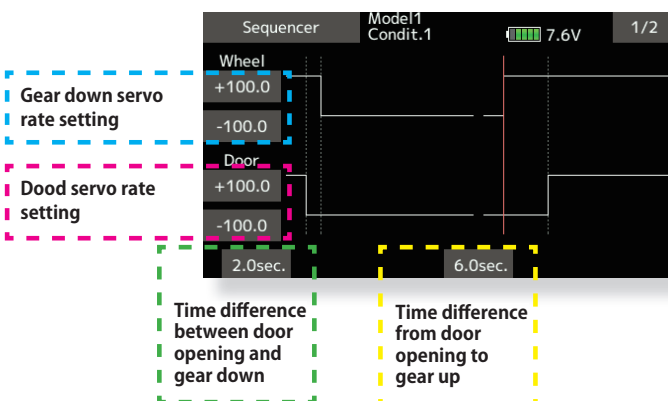 Sequencer
Model1
Condit.1
7.6V
1/2
Wheel
+100.0
-100.0
Door
+100.0
-100.0
2.0sec.
6.0sec.
Gear down servo
rate setting
Dood servo rate
setting
Time difference
between door
opening and
gear down
Time difference
from door
opening to
gear up